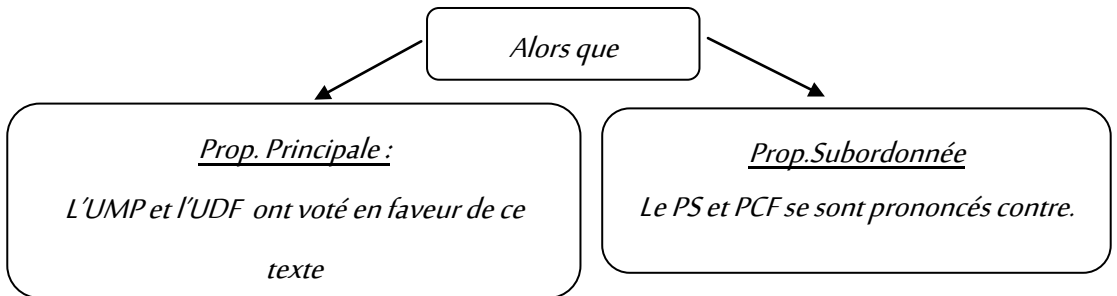 Alors que
Prop. Principale :
L'UMP et l'UDF ont voté en faveur de ce
texte
Prop.Subordonnée
Le PS et PCF se sont prononcés contre.